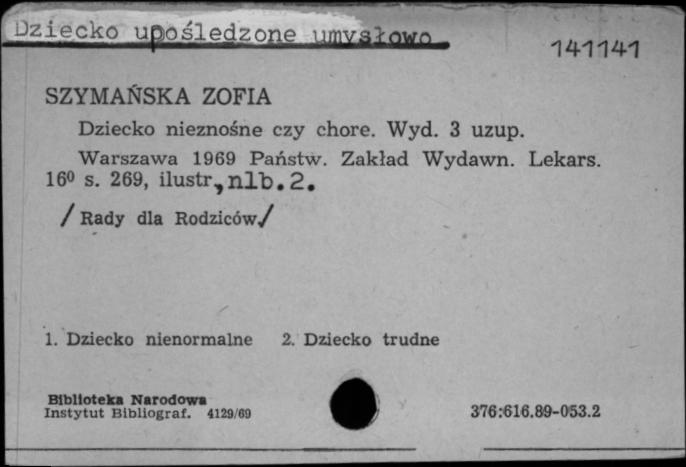 Dziecko upośledzone umysłowo
141141
SZYMAŃSKA ZOFIA
Dziecko nieznośne czy chore. Wyd. 3 uzup.
Warszawa 1969 Państw. Zakład Wydawn. Lekars.
16⁰ s. 269, ilustr, nlb. 2.
/ Rady dla Rodziców /
1. Dziecko nienormalne 2. Dziecko trudne
Biblioteka Narodowa
Instytut Bibliograf. 4129/69
376:616.89-053.2